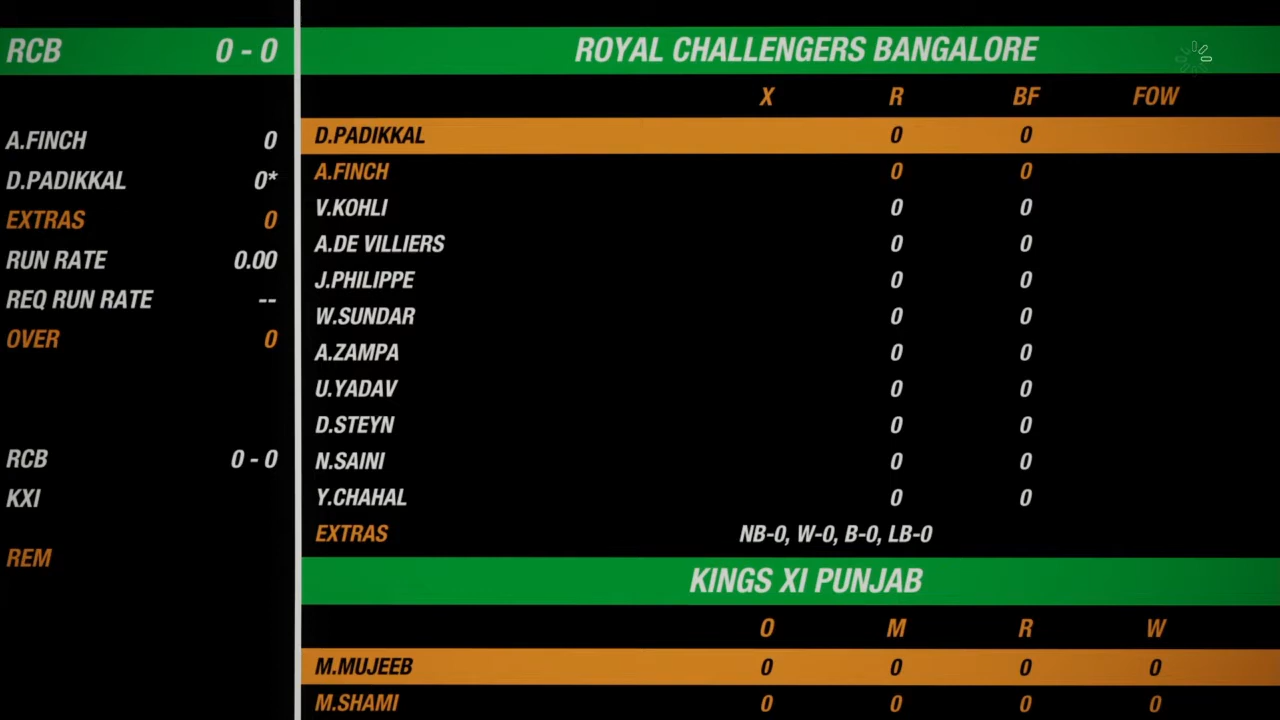 RCB 0 - 0
A.FINCH 0
D.PADIKKAL 0*
EXTRAS 0
RUN RATE 0.00
REQ RUN RATE --
OVER 0
RCB 0 - 0
KXI
REM
ROYAL CHALLENGERS BANGALORE
X R BF FOW
D.PADIKKAL 0 0
A.FINCH 0 0
V.KOHLI 0 0
A.DE VILLIERS 0 0
J.PHILIPPE 0 0
W.SUNDAR 0 0
A.ZAMPA 0 0
U.YADAV 0 0
D.STEYN 0 0
N.SAINI 0 0
Y.CHAHAL 0 0
EXTRAS NB-0, W-0, B-0, LB-0
KINGS XI PUNJAB
O M R W
M.MUJEEB 0 0 0 0
M.SHAMI 0 0 0 0